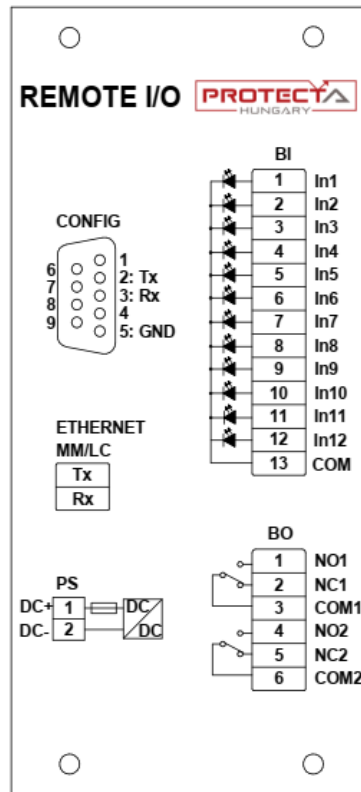 REMOTE I/O PROTECTA
HUNGARY
BI
1 In1
2 In2
3 In3
4 In4
5 In5
6 In6
7 In7
8 In8
9 In9
10 In10
11 In11
12 In12
13 COM
CONFIG
1
6 2: Tx
7 3: Rx
8 4
9 5: GND
ETHERNET
MM/LC
Tx
Rx
BO
1 NO1
2 NC1
3 COM1
4 NO2
5 NC2
6 COM2
PS
DC+ 1 DC
DC- 2 DC